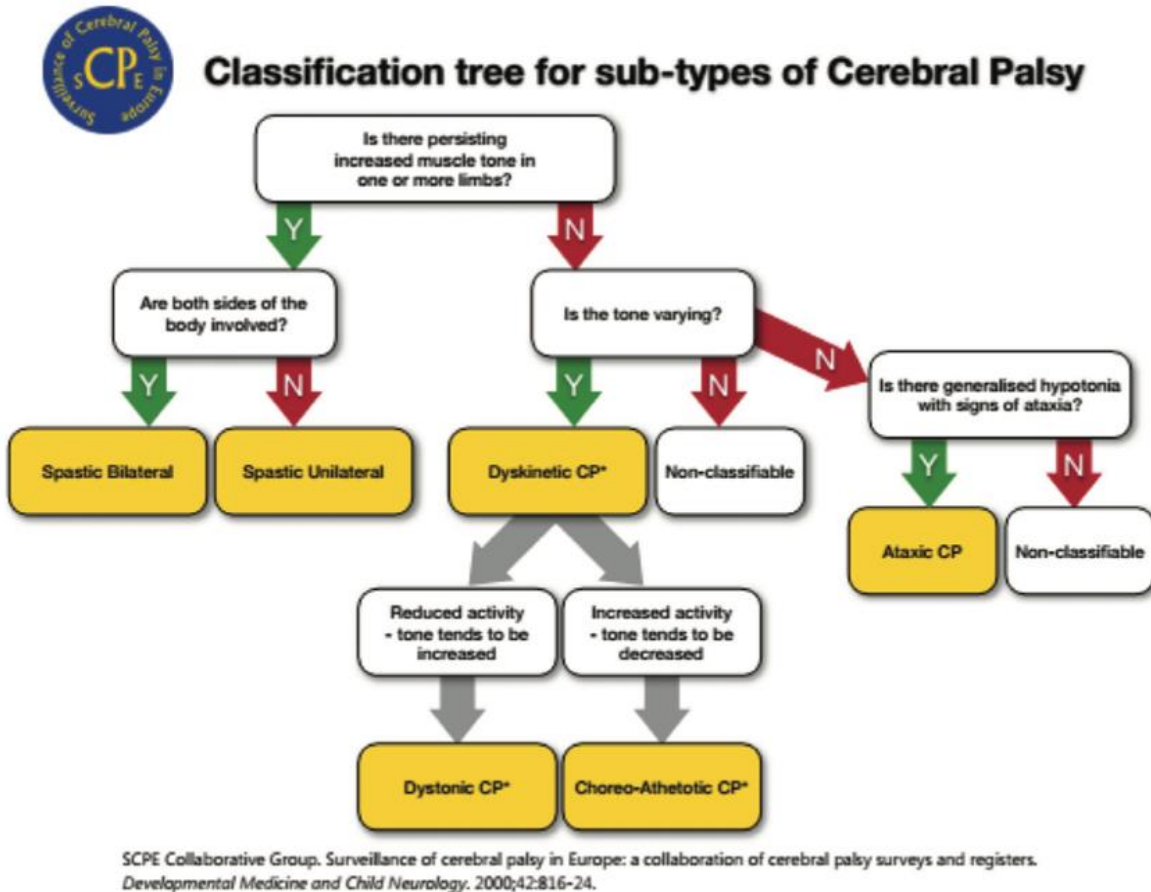 Surveillance of Cerebral Palsy in Europe
SCPE
Classification tree for sub-types of Cerebral Palsy
Is there persisting
increased muscle tone in
one or more limbs?
Y
N
Are both sides of the
body involved?
Is the tone varying?
Y
N
Y
N
N
Is there generalised hypotonia
with signs of ataxia?
Spastic Bilateral
Spastic Unilateral
Dyskinetic CP*
Non-classifiable
Y
N
Ataxic CP
Non-classifiable
Reduced activity
- tone tends to be
increased
Increased activity
- tone tends to be
decreased
Dystonic CP*
Choreo-Athetotic CP*
SCPE Collaborative Group. Surveillance of cerebral palsy in Europe: a collaboration of cerebral palsy surveys and registers.
Developmental Medicine and Child Neurology. 2000;42:816-24.